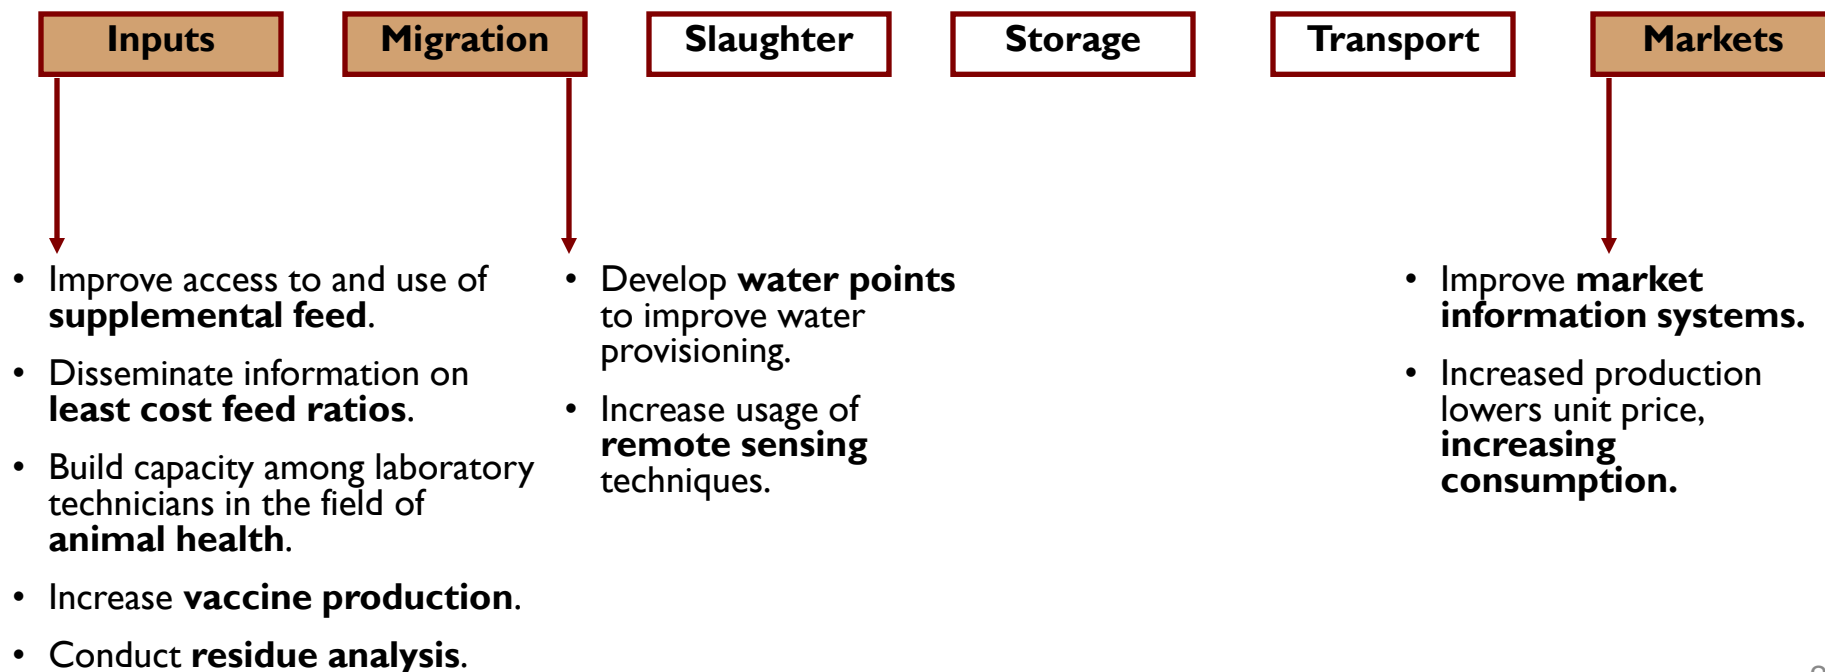 Inputs
Migration
Slaughter
Storage
Transport
Markets
• Improve access to and use of
supplemental feed.
• Disseminate information on
least cost feed ratios.
• Build capacity among laboratory
technicians in the field of
animal health.
• Increase vaccine production.
• Conduct residue analysis.
• Develop water points
to improve water
provisioning.
• Increase usage of
remote sensing
techniques.
• Improve market
information systems.
• Increased production
lowers unit price,
increasing
consumption.